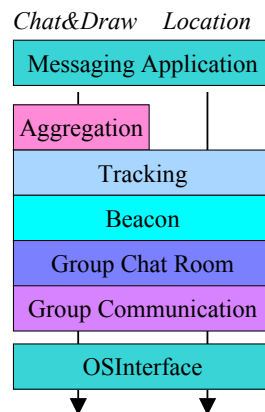 Chat&Draw Location
Messaging Application
Aggregation
Tracking
Beacon
Group Chat Room
Group Communication
OSInterface